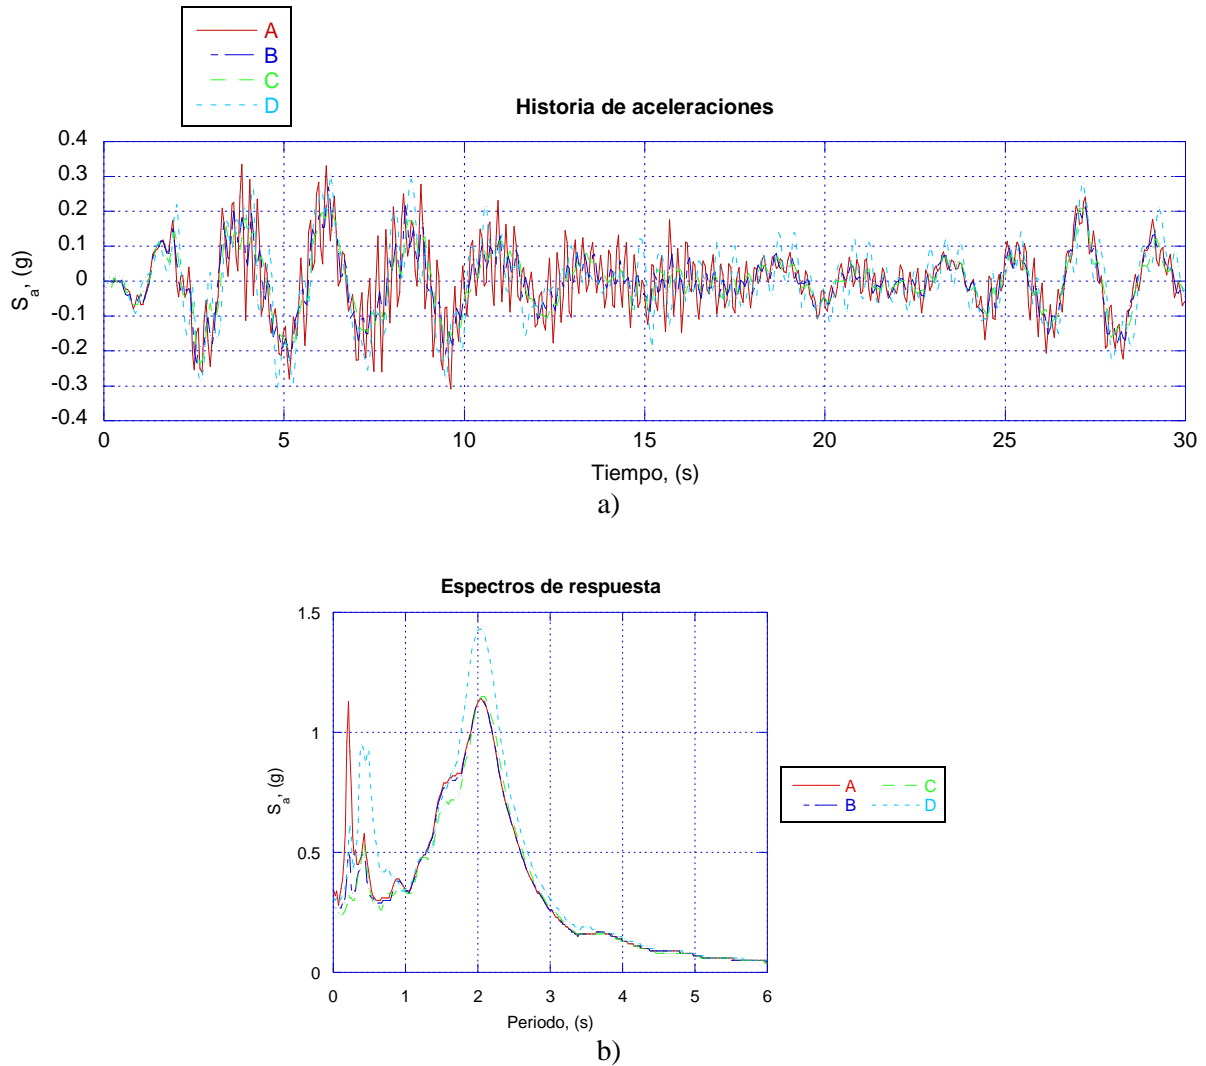 A
B
C
D
Historia de aceleraciones
0.4
0.3
0.2
0.1
0
-0.1
-0.2
-0.3
-0.4
Sa, (g)
0 5 10 15 20 25 30
Tiempo, (s)
a)
Espectros de respuesta
1.5
1
0.5
0
Sa, (g)
0 1 2 3 4 5 6
Periodo, (s)
A C
B D
b)